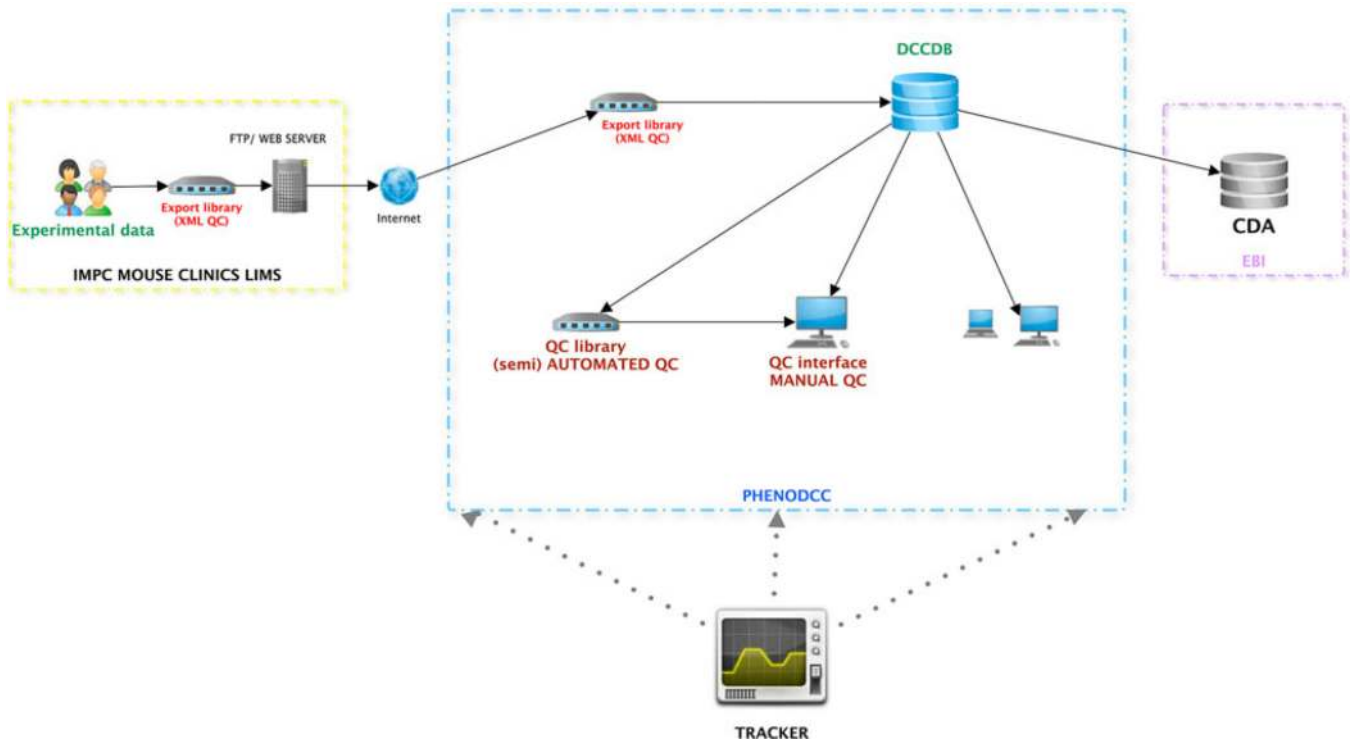 DCCDB
Export library
(XML QC)
FTP/ WEB SERVER
Export library
(XML QC)
Experimental data
Internet
IMPC MOUSE CLINICS LIMS
CDA
EBI
QC library
(semi) AUTOMATED QC
QC interface
MANUAL QC
PHENODCC
TRACKER